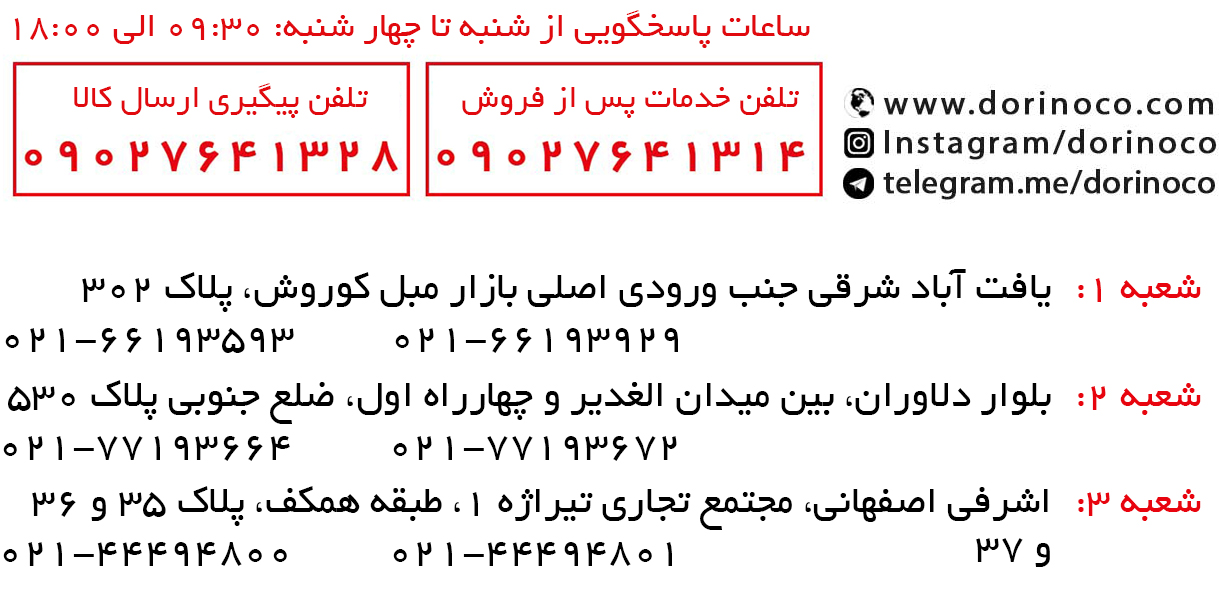 ساعات پاسخگویی از شنبه تا چهار شنبه: ۰۹:۳۰ الی ۱۸:۰۰
www.dorinoco.com
Instagram/dorinoco
telegram.me/dorinoco
تلفن خدمات پس از فروش
۰۹۰۲۷۶۴۱۳۱۴
تلفن پیگیری ارسال کالا
۰۹۰۲۷۶۴۱۳۲۸
شعبه ۱: یافت آباد شرقی جنب ورودی اصلی بازار مبل کوروش، پلاک ۳۰۲
۰۲۱-۶۶۱۹۳۹۲۹ ۰۲۱-۶۶۱۹۳۵۹۳
شعبه ۲: بلوار دلاوران، بین میدان الغدیر و چهارراه اول، ضلع جنوبی پلاک ۵۳۰
۰۲۱-۷۷۱۹۳۶۷۲ ۰۲۱-۷۷۱۹۳۶۶۴
شعبه ۳: اشرفی اصفهانی، مجتمع تجاری تیراژه ۱، طبقه همکف، پلاک ۳۵ و ۳۶
و ۳۷ ۰۲۱-۴۴۴۹۴۸۰۱ ۰۲۱-۴۴۴۹۴۸۰۰